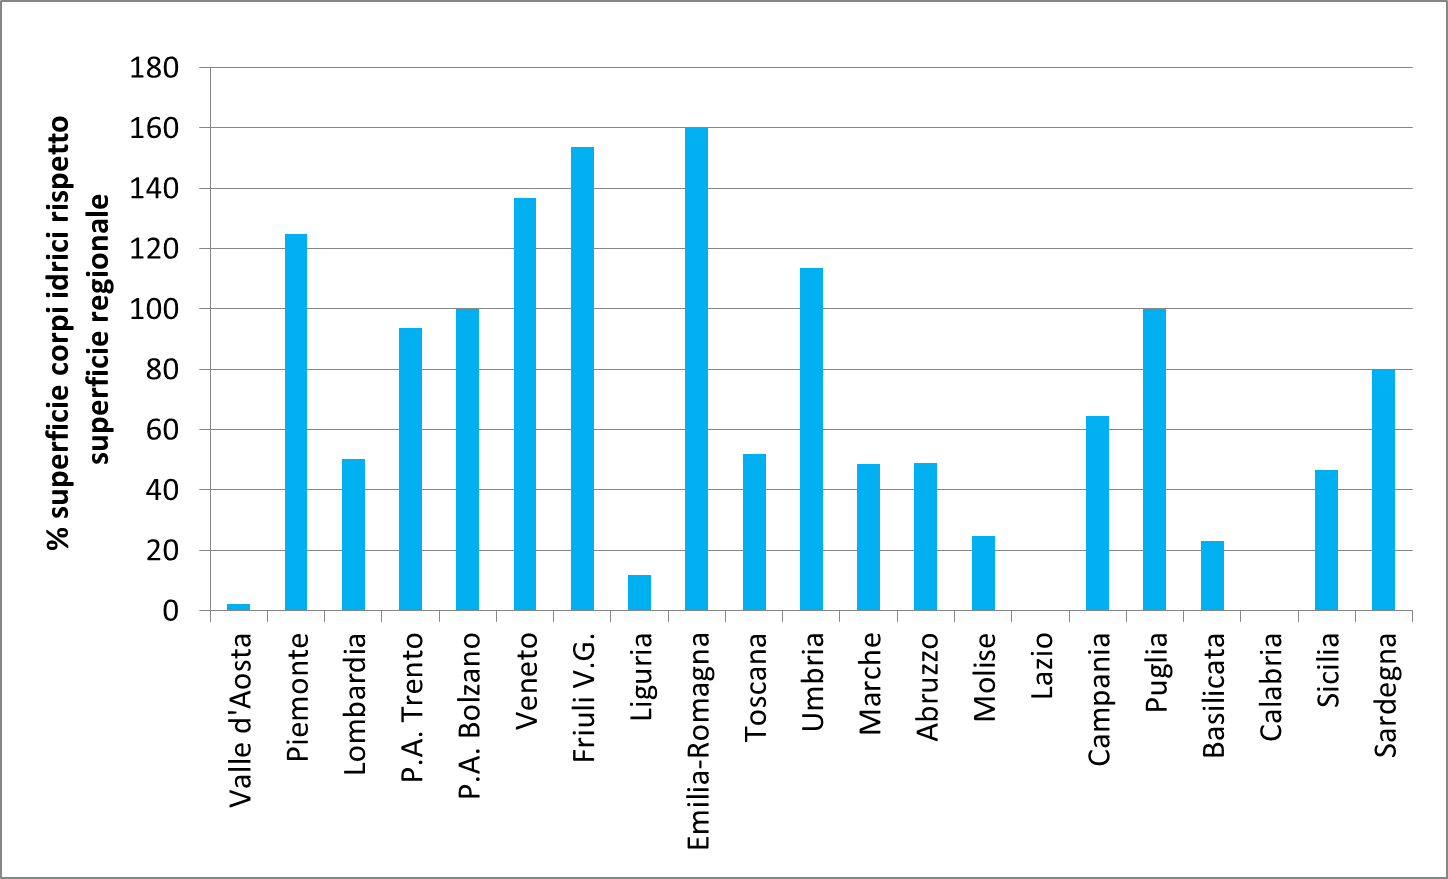 % superficie corpi idrici rispetto
superficie regionale
180
160
140
120
100
80
60
40
20
0
Valle d'Aosta
Piemonte
Lombardia
P.A. Trento
P.A. Bolzano
Veneto
Friuli V.G.
Liguria
Emilia-Romagna
Toscana
Umbria
Marche
Abruzzo
Molise
Lazio
Campania
Puglia
Basilicata
Calabria
Sicilia
Sardegna